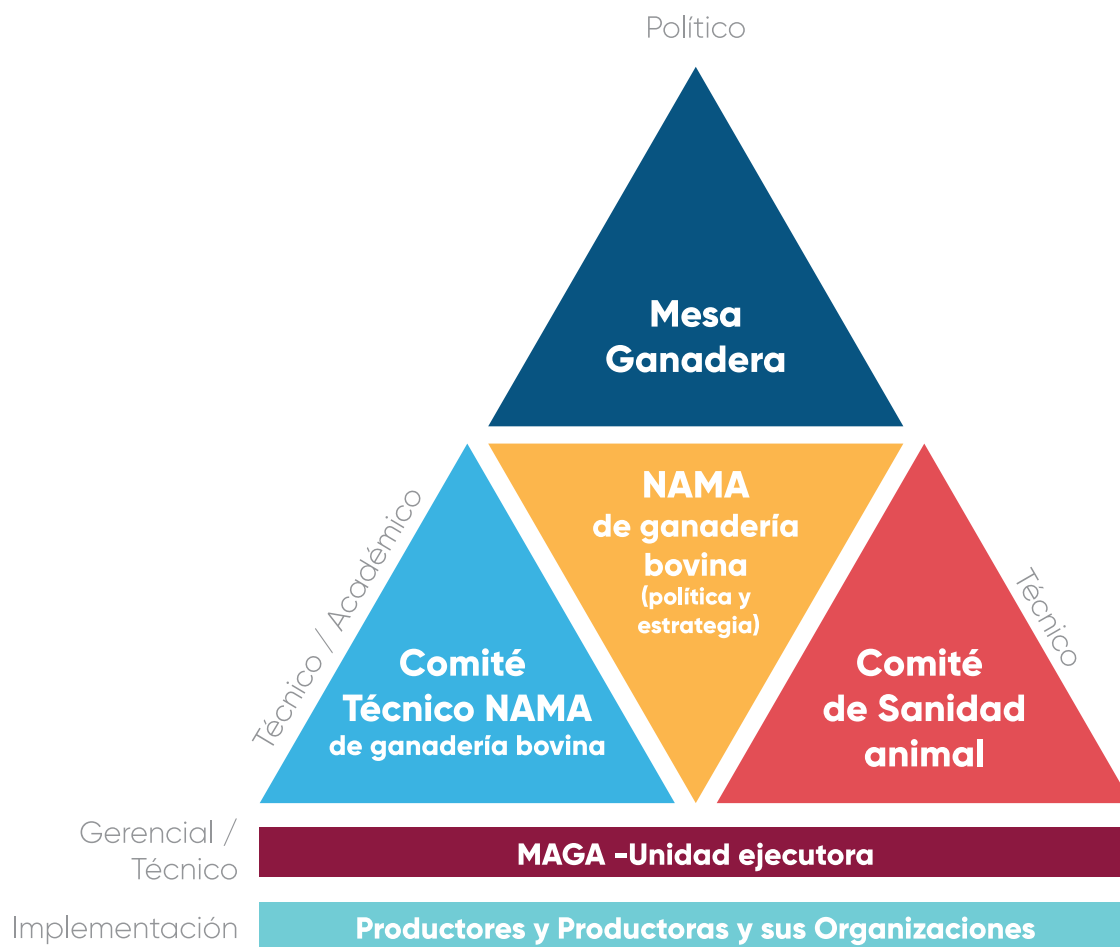 Político
Mesa
Ganadera
NAMA
de ganadería
bovina
(política y
estrategia)
Técnico / Académico
Comité
Técnico NAMA
de ganadería bovina
Técnico
Comité
de Sanidad
animal
Gerencial /
Técnico
MAGA -Unidad ejecutora
Implementación
Productores y Productoras y sus Organizaciones